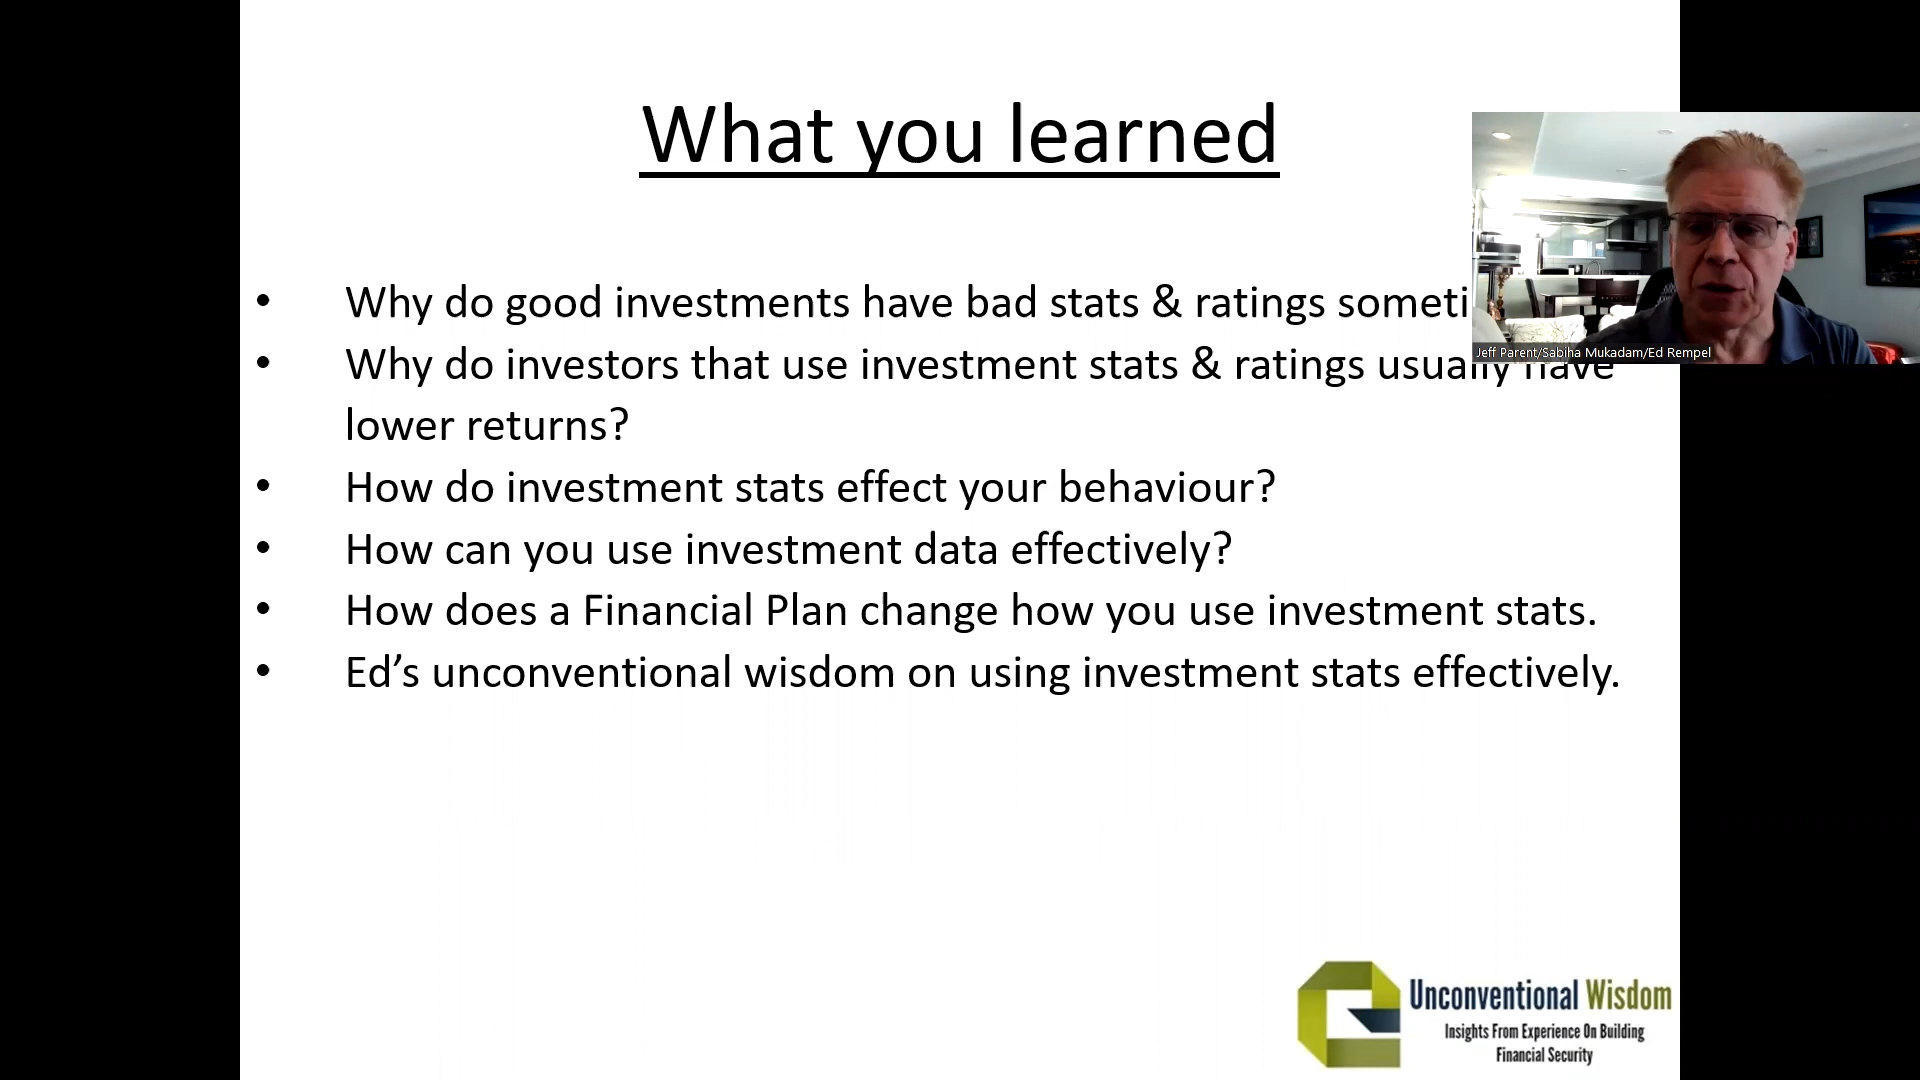 What you learned
• Why do good investments have bad stats & ratings someti
• Why do investors that use investment stats & ratings usually have
lower returns?
• How do investment stats effect your behaviour?
• How can you use investment data effectively?
• How does a Financial Plan change how you use investment stats.
• Ed’s unconventional wisdom on using investment stats effectively.
Jeff Parent/Sabiha Mukadam/Ed Rempel
Unconventional Wisdom
Insights From Experience On Building
Financial Security